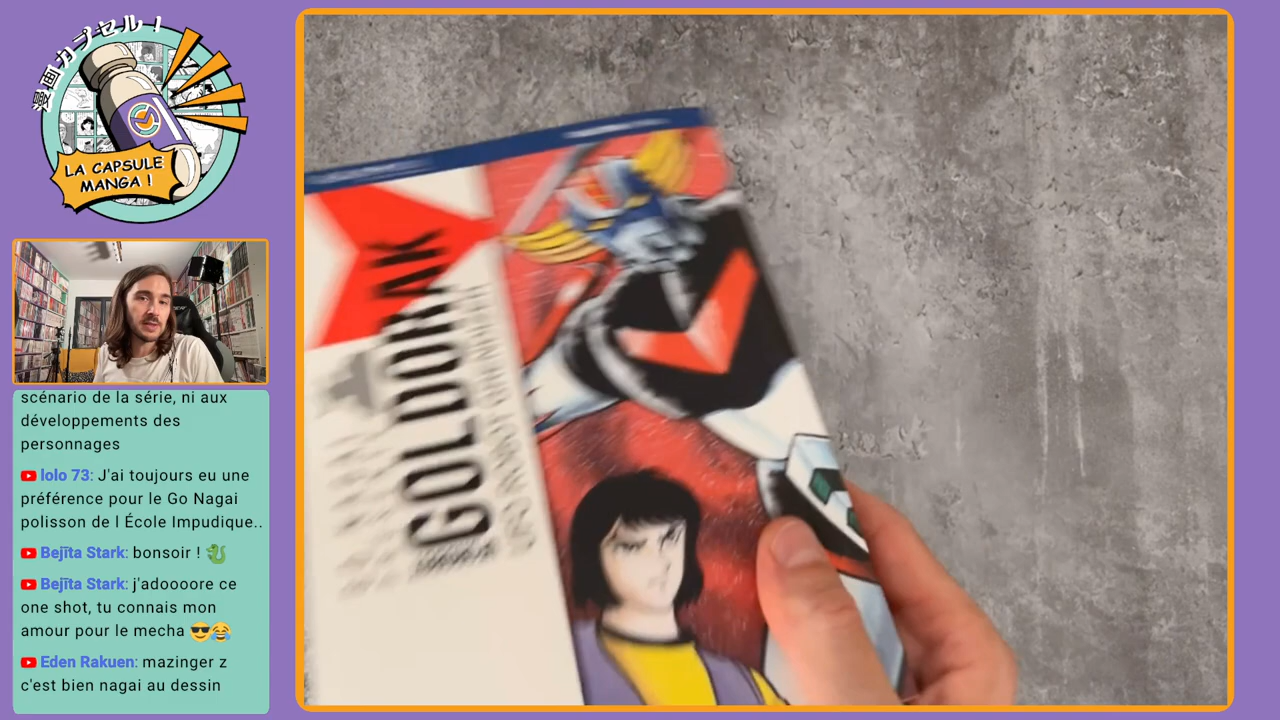 漫画カプセル！
LA CAPSULE
MANGA !
scénario de la série, ni aux
développements des
personnages
lolo 73: J'ai toujours eu une
préférence pour le Go Nagai
polisson de l École Impudique..
Bejīta Stark: bonsoir ! 🐉
Bejīta Stark: j'adoooore ce
one shot, tu connais mon
amour pour le mecha 😎😂
Eden Rakuen: mazinger z
c'est bien nagai au dessin
GOLDORAK